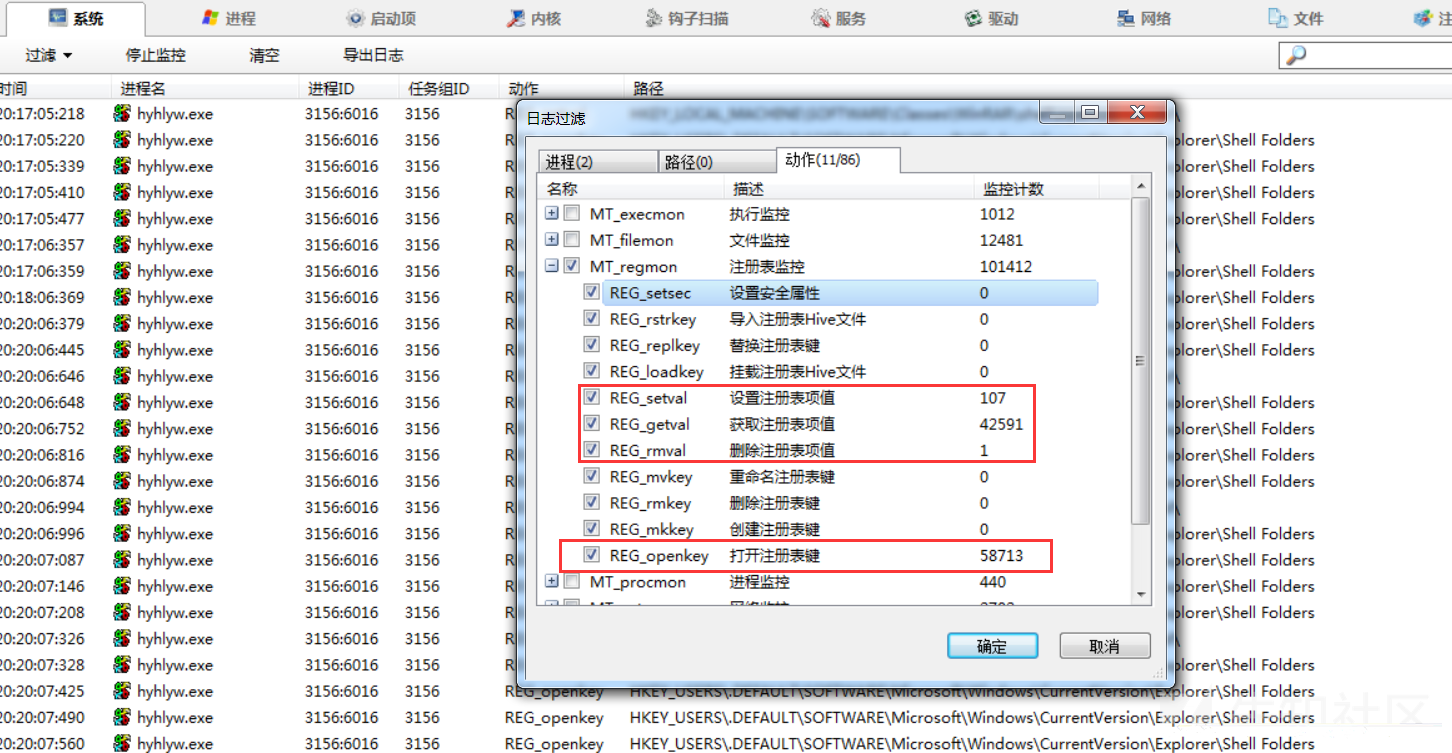 系统 进程 启动项 内核 钩子扫描 服务 驱动 网络 文件 注
过滤 停止监控 清空 导出日志
时间 进程名 进程ID 任务组ID 动作 路径
20:17:05:218 hyhlyw.exe 3156:6016 3156 R
20:17:05:220 hyhlyw.exe 3156:6016 3156 R plorer\Shell Folders
20:17:05:339 hyhlyw.exe 3156:6016 3156 R plorer\Shell Folders
20:17:05:410 hyhlyw.exe 3156:6016 3156 R plorer\Shell Folders
20:17:05:477 hyhlyw.exe 3156:6016 3156 R plorer\Shell Folders
20:17:06:357 hyhlyw.exe 3156:6016 3156 R \
20:17:06:359 hyhlyw.exe 3156:6016 3156 R plorer\Shell Folders
20:18:06:369 hyhlyw.exe 3156:6016 3156 R plorer\Shell Folders
20:20:06:379 hyhlyw.exe 3156:6016 3156 R plorer\Shell Folders
20:20:06:445 hyhlyw.exe 3156:6016 3156 R plorer\Shell Folders
20:20:06:646 hyhlyw.exe 3156:6016 3156 R \
20:20:06:648 hyhlyw.exe 3156:6016 3156 R plorer\Shell Folders
20:20:06:752 hyhlyw.exe 3156:6016 3156 R plorer\Shell Folders
20:20:06:816 hyhlyw.exe 3156:6016 3156 R plorer\Shell Folders
20:20:06:874 hyhlyw.exe 3156:6016 3156 R plorer\Shell Folders
20:20:06:994 hyhlyw.exe 3156:6016 3156 R \
20:20:06:996 hyhlyw.exe 3156:6016 3156 R plorer\Shell Folders
20:20:07:087 hyhlyw.exe 3156:6016 3156 R plorer\Shell Folders
20:20:07:146 hyhlyw.exe 3156:6016 3156 R plorer\Shell Folders
20:20:07:208 hyhlyw.exe 3156:6016 3156 R plorer\Shell Folders
20:20:07:326 hyhlyw.exe 3156:6016 3156 R \
20:20:07:328 hyhlyw.exe 3156:6016 3156 R plorer\Shell Folders
20:20:07:425 hyhlyw.exe 3156:6016 3156 REG_openkey HKEY_USERS\.DEFAULT\SOFTWARE\Microsoft\Windows\CurrentVersion\Explorer\Shell Folders
20:20:07:490 hyhlyw.exe 3156:6016 3156 REG_openkey HKEY_USERS\.DEFAULT\SOFTWARE\Microsoft\Windows\CurrentVersion\Explorer\Shell Folders
20:20:07:560 hyhlyw.exe 3156:6016 3156 REG_openkey HKEY_USERS\.DEFAULT\SOFTWARE\Microsoft\Windows\CurrentVersion\Explorer\Shell Folders
日志过滤
进程(2) 路径(0) 动作(11/86)
名称 描述 监控计数
MT_execmon 执行监控 1012
MT_filemon 文件监控 12481
MT_regmon 注册表监控 101412
REG_setsec 设置安全属性 0
REG_rstrkey 导入注册表Hive文件 0
REG_replkey 替换注册表键 0
REG_loadkey 挂载注册表Hive文件 0
REG_setval 设置注册表项值 107
REG_getval 获取注册表项值 42591
REG_rmval 删除注册表项值 1
REG_mvkey 重命名注册表键 0
REG_rmkey 删除注册表键 0
REG_mkkey 创建注册表键 0
REG_openkey 打开注册表键 58713
MT_procmon 进程监控 440
确定 取消